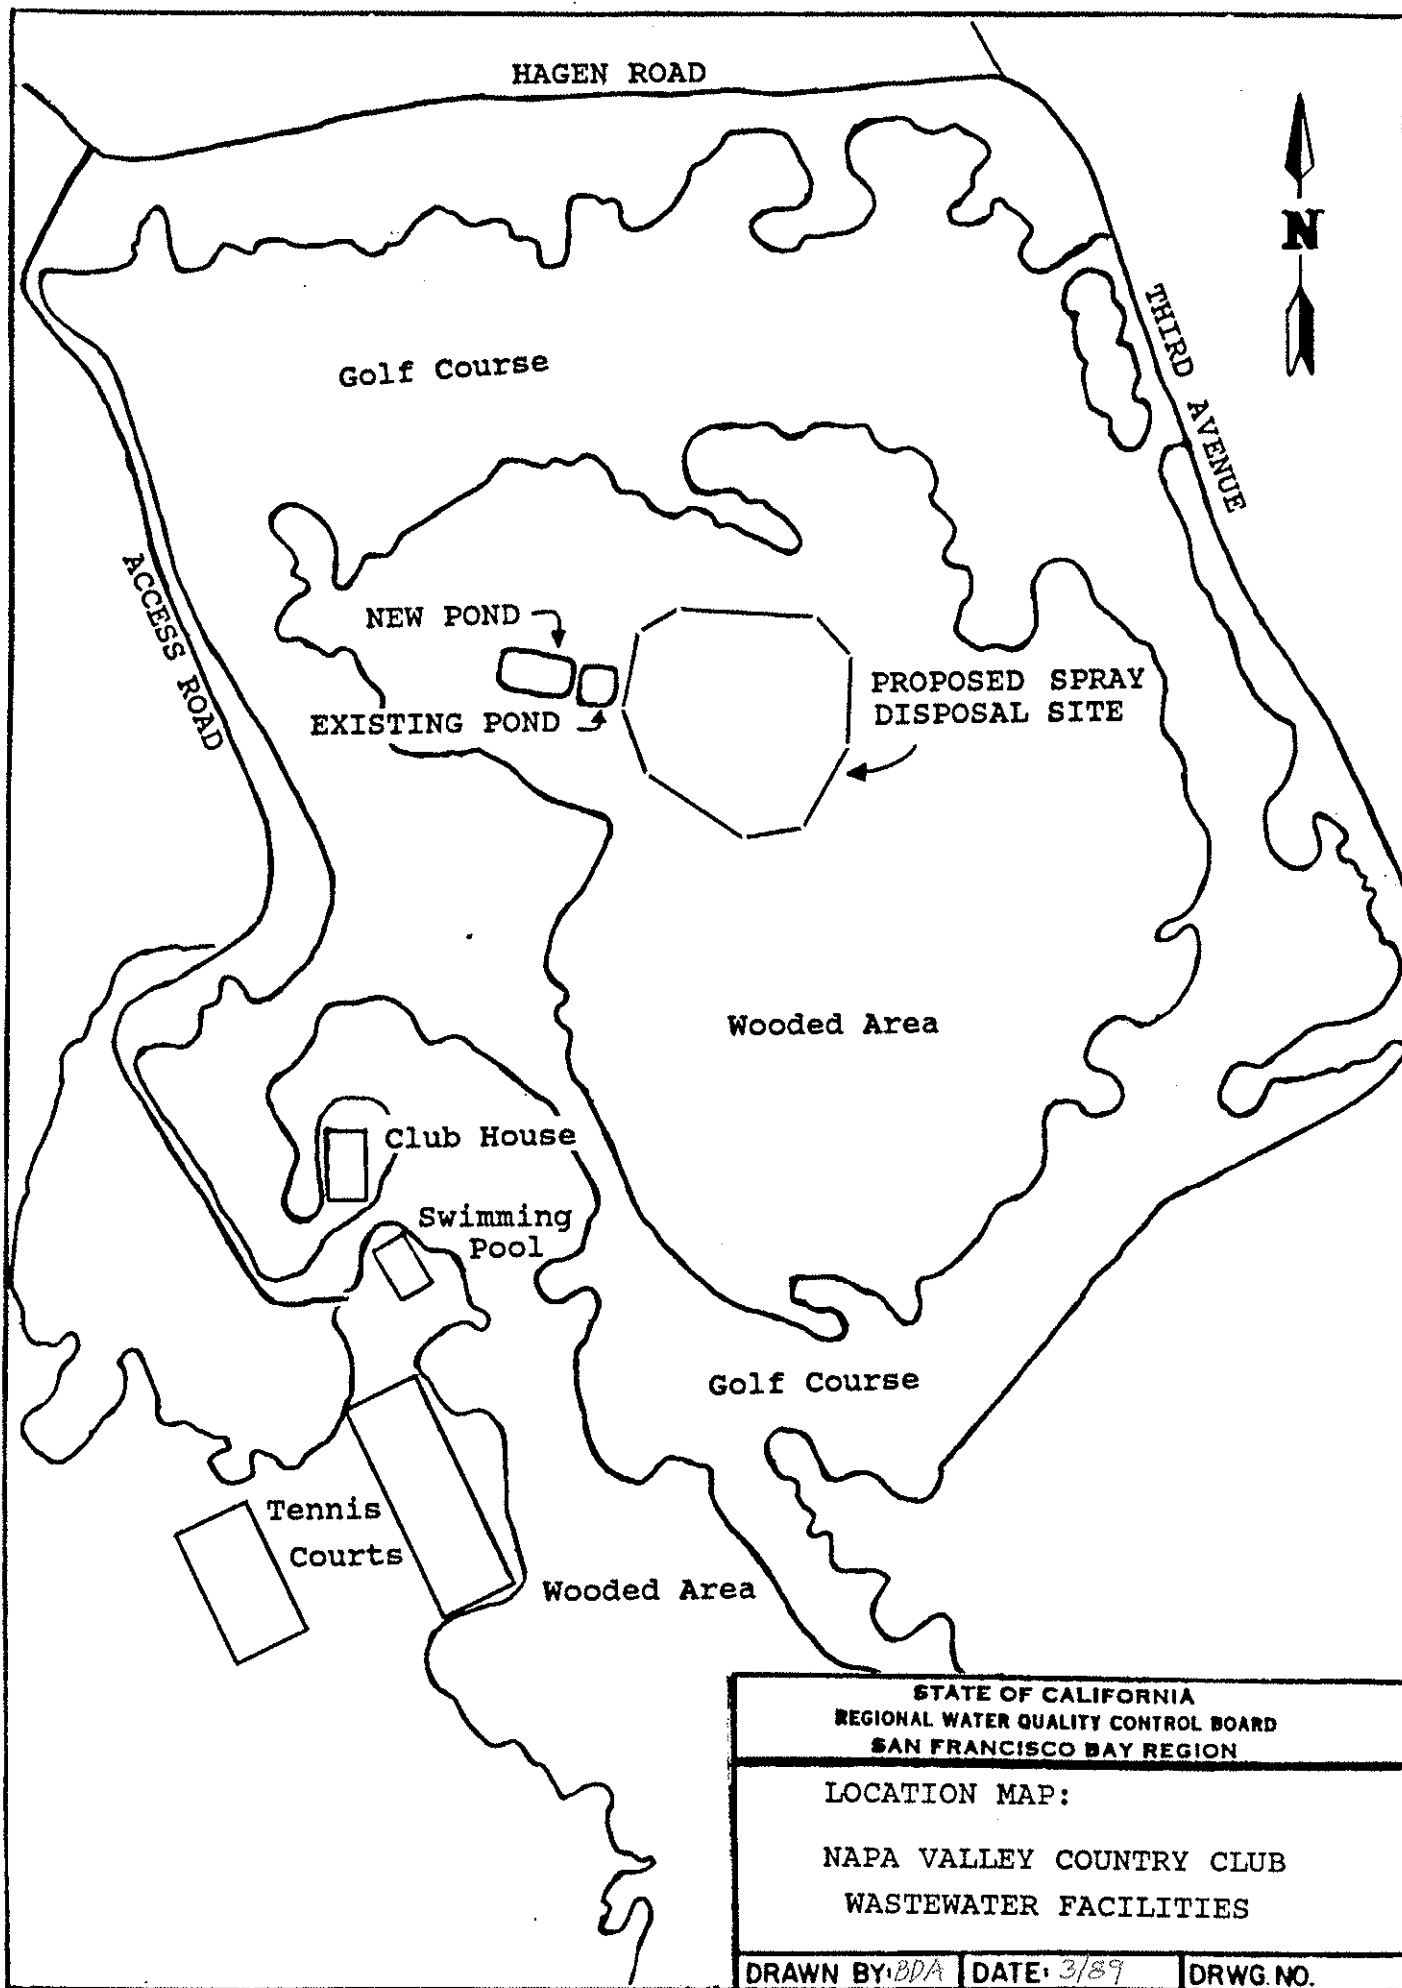 HAGEN ROAD
N
THIRD AVENUE
Golf Course
ACCESS ROAD
NEW POND
EXISTING POND
PROPOSED SPRAY
DISPOSAL SITE
Wooded Area
Club House
Swimming
Pool
Golf Course
Tennis
Courts
Wooded Area
STATE OF CALIFORNIA
REGIONAL WATER QUALITY CONTROL BOARD
SAN FRANCISCO BAY REGION
LOCATION MAP:
NAPA VALLEY COUNTRY CLUB
WASTEWATER FACILITIES
DRAWN BY: BDA DATE: 3/89 DRWG. NO.